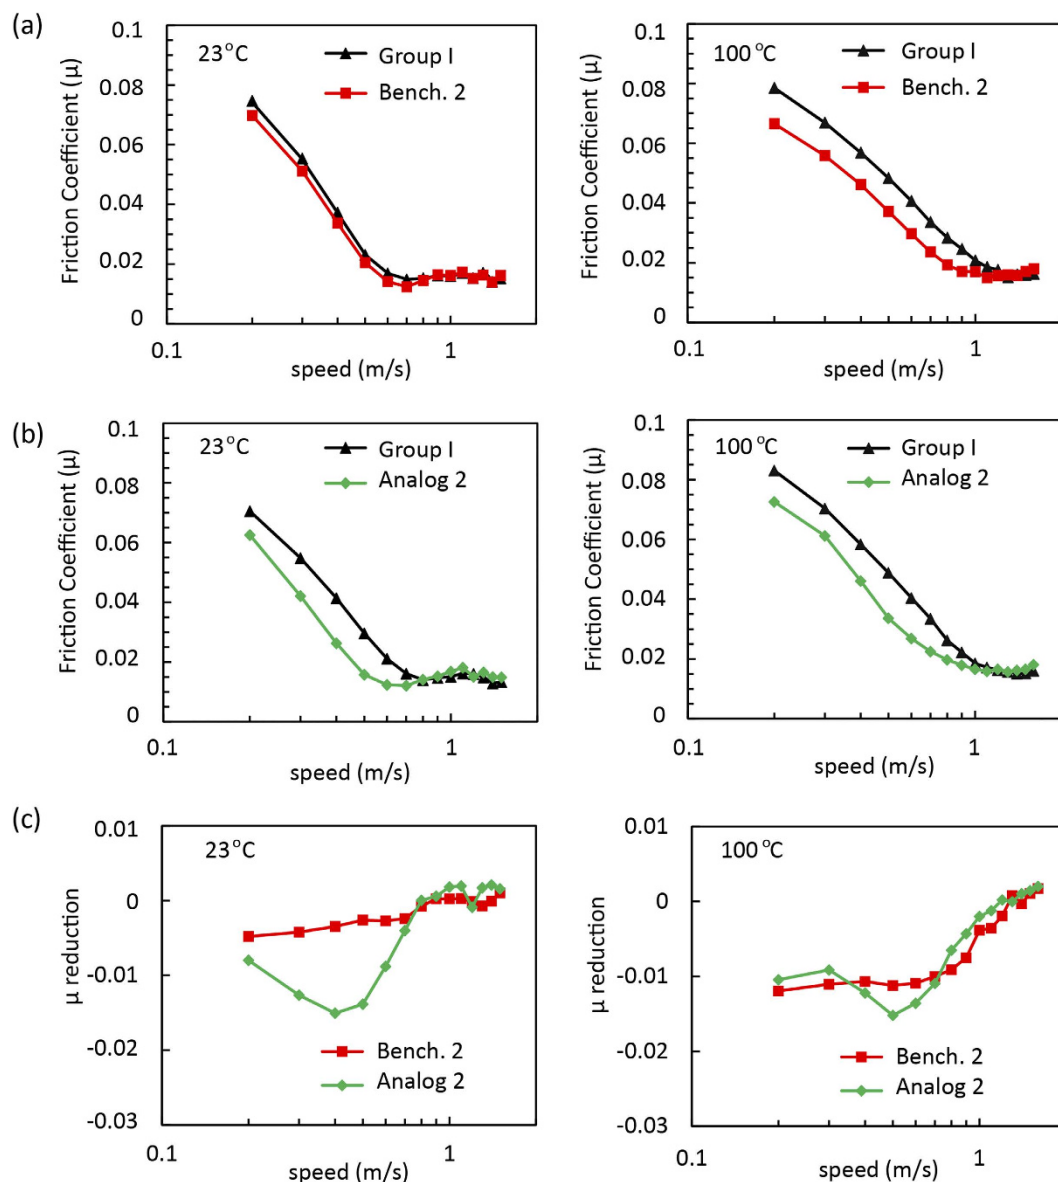 (a)
Friction Coefficient (μ)
0.1
0.08
0.06
0.04
0.02
0
23°C
Group I
Bench. 2
0.1
1
speed (m/s)
Friction Coefficient (μ)
0.1
0.08
0.06
0.04
0.02
0
100°C
Group I
Bench. 2
0.1
1
speed (m/s)
(b)
Friction Coefficient (μ)
0.1
0.08
0.06
0.04
0.02
0
23°C
Group I
Analog 2
0.1
1
speed (m/s)
Friction Coefficient (μ)
0.1
0.08
0.06
0.04
0.02
0
100°C
Group I
Analog 2
0.1
1
speed (m/s)
(c)
μ reduction
0.01
0
-0.01
-0.02
-0.03
23°C
Bench. 2
Analog 2
0.1
1
speed (m/s)
μ reduction
0.01
0
-0.01
-0.02
-0.03
100°C
Bench. 2
Analog 2
0.1
1
speed (m/s)